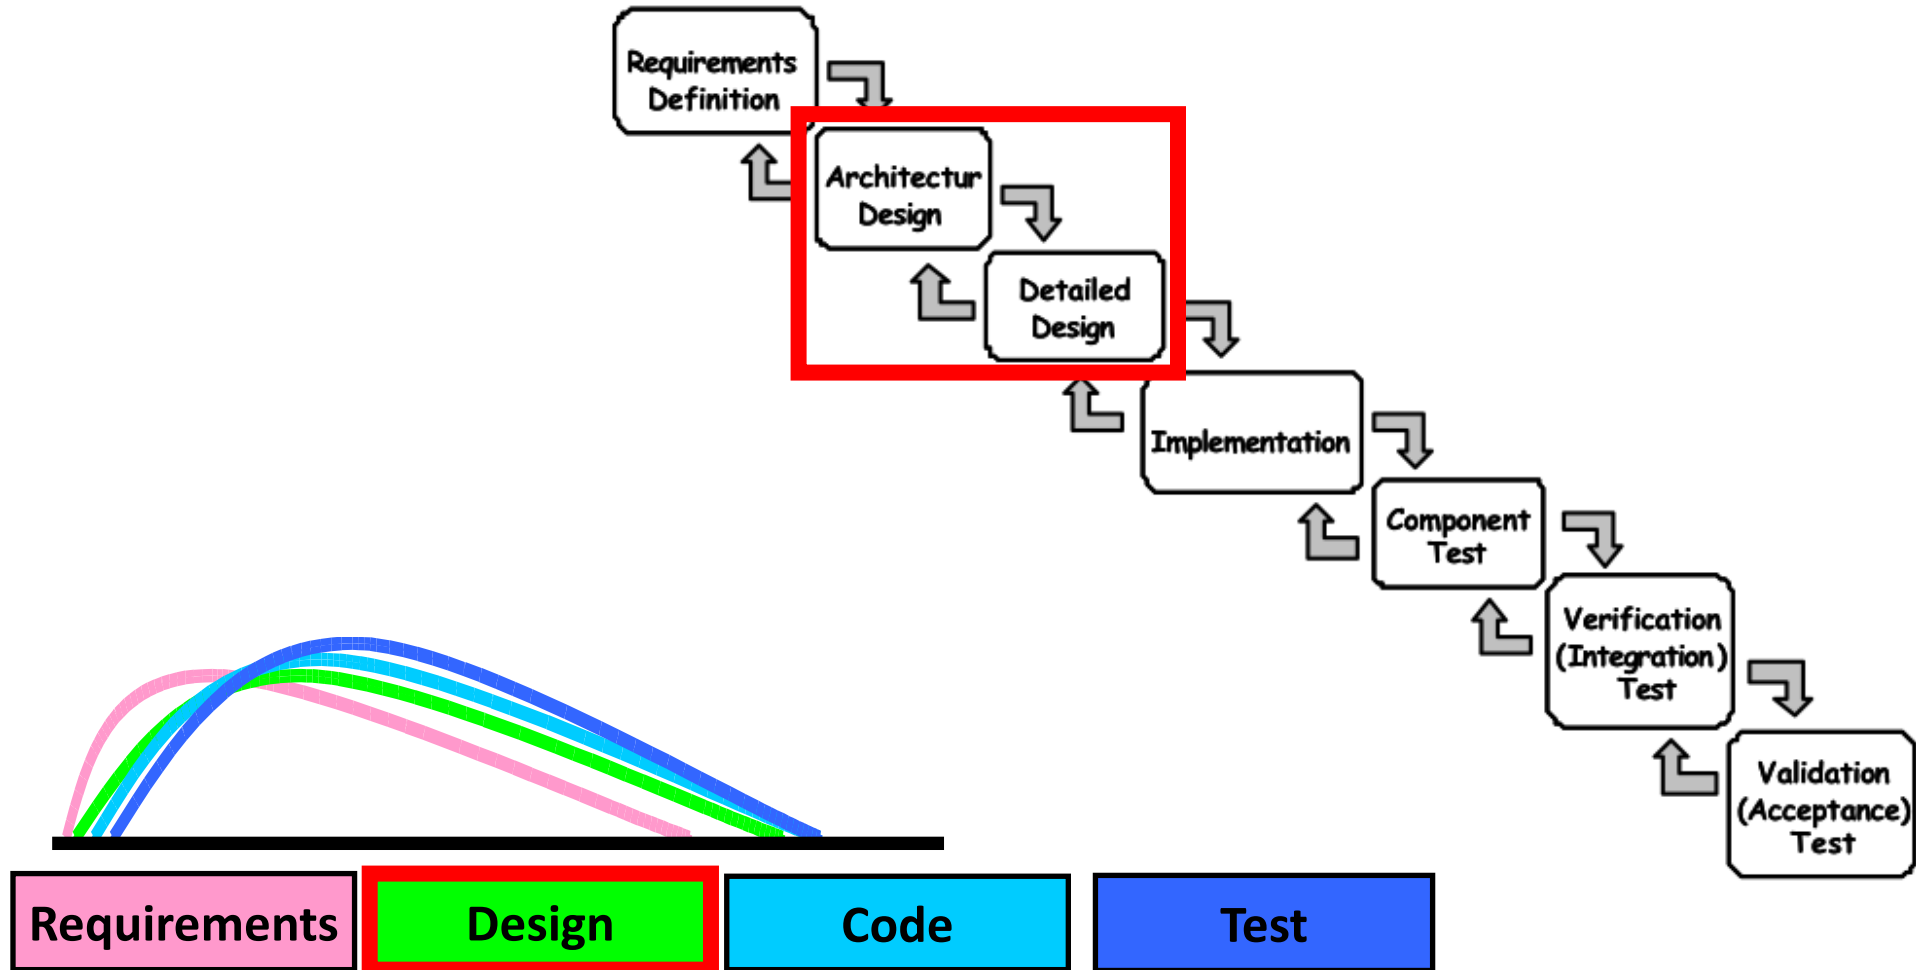 Requirements
Definition
Architectur
Design
Detailed
Design
Implementation
Component
Test
Verification
(Integration)
Test
Validation
(Acceptance)
Test
Requirements
Design
Code
Test